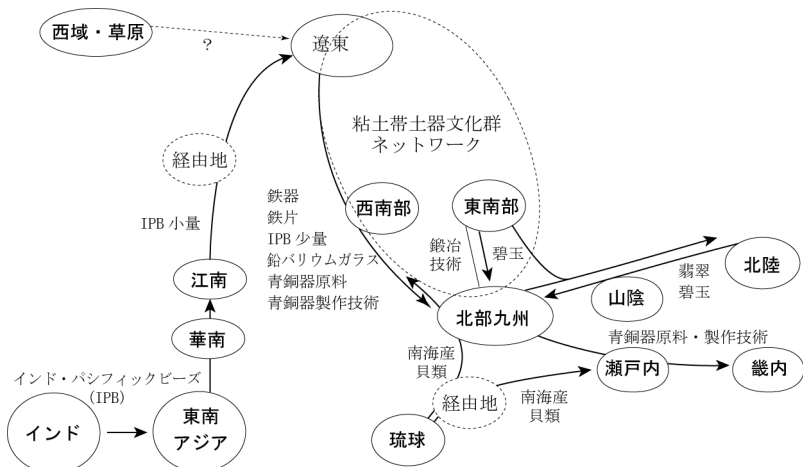 西域・草原
?
遼東
粘土帯土器文化群
ネットワーク
経由地
鉄器
鉄片
IPB 少量
鉛バリウムガラス
青銅器原料
青銅器製作技術
西南部
東南部
鍛冶
技術
碧玉
IPB 小量
江南
北陸
翡翠
碧玉
山陰
北部九州
華南
青銅器原料・製作技術
南海産
貝類
瀬戸内
畿内
インド・パシフィックビーズ
(IPB)
経由地
南海産
貝類
インド
東南
アジア
琉球